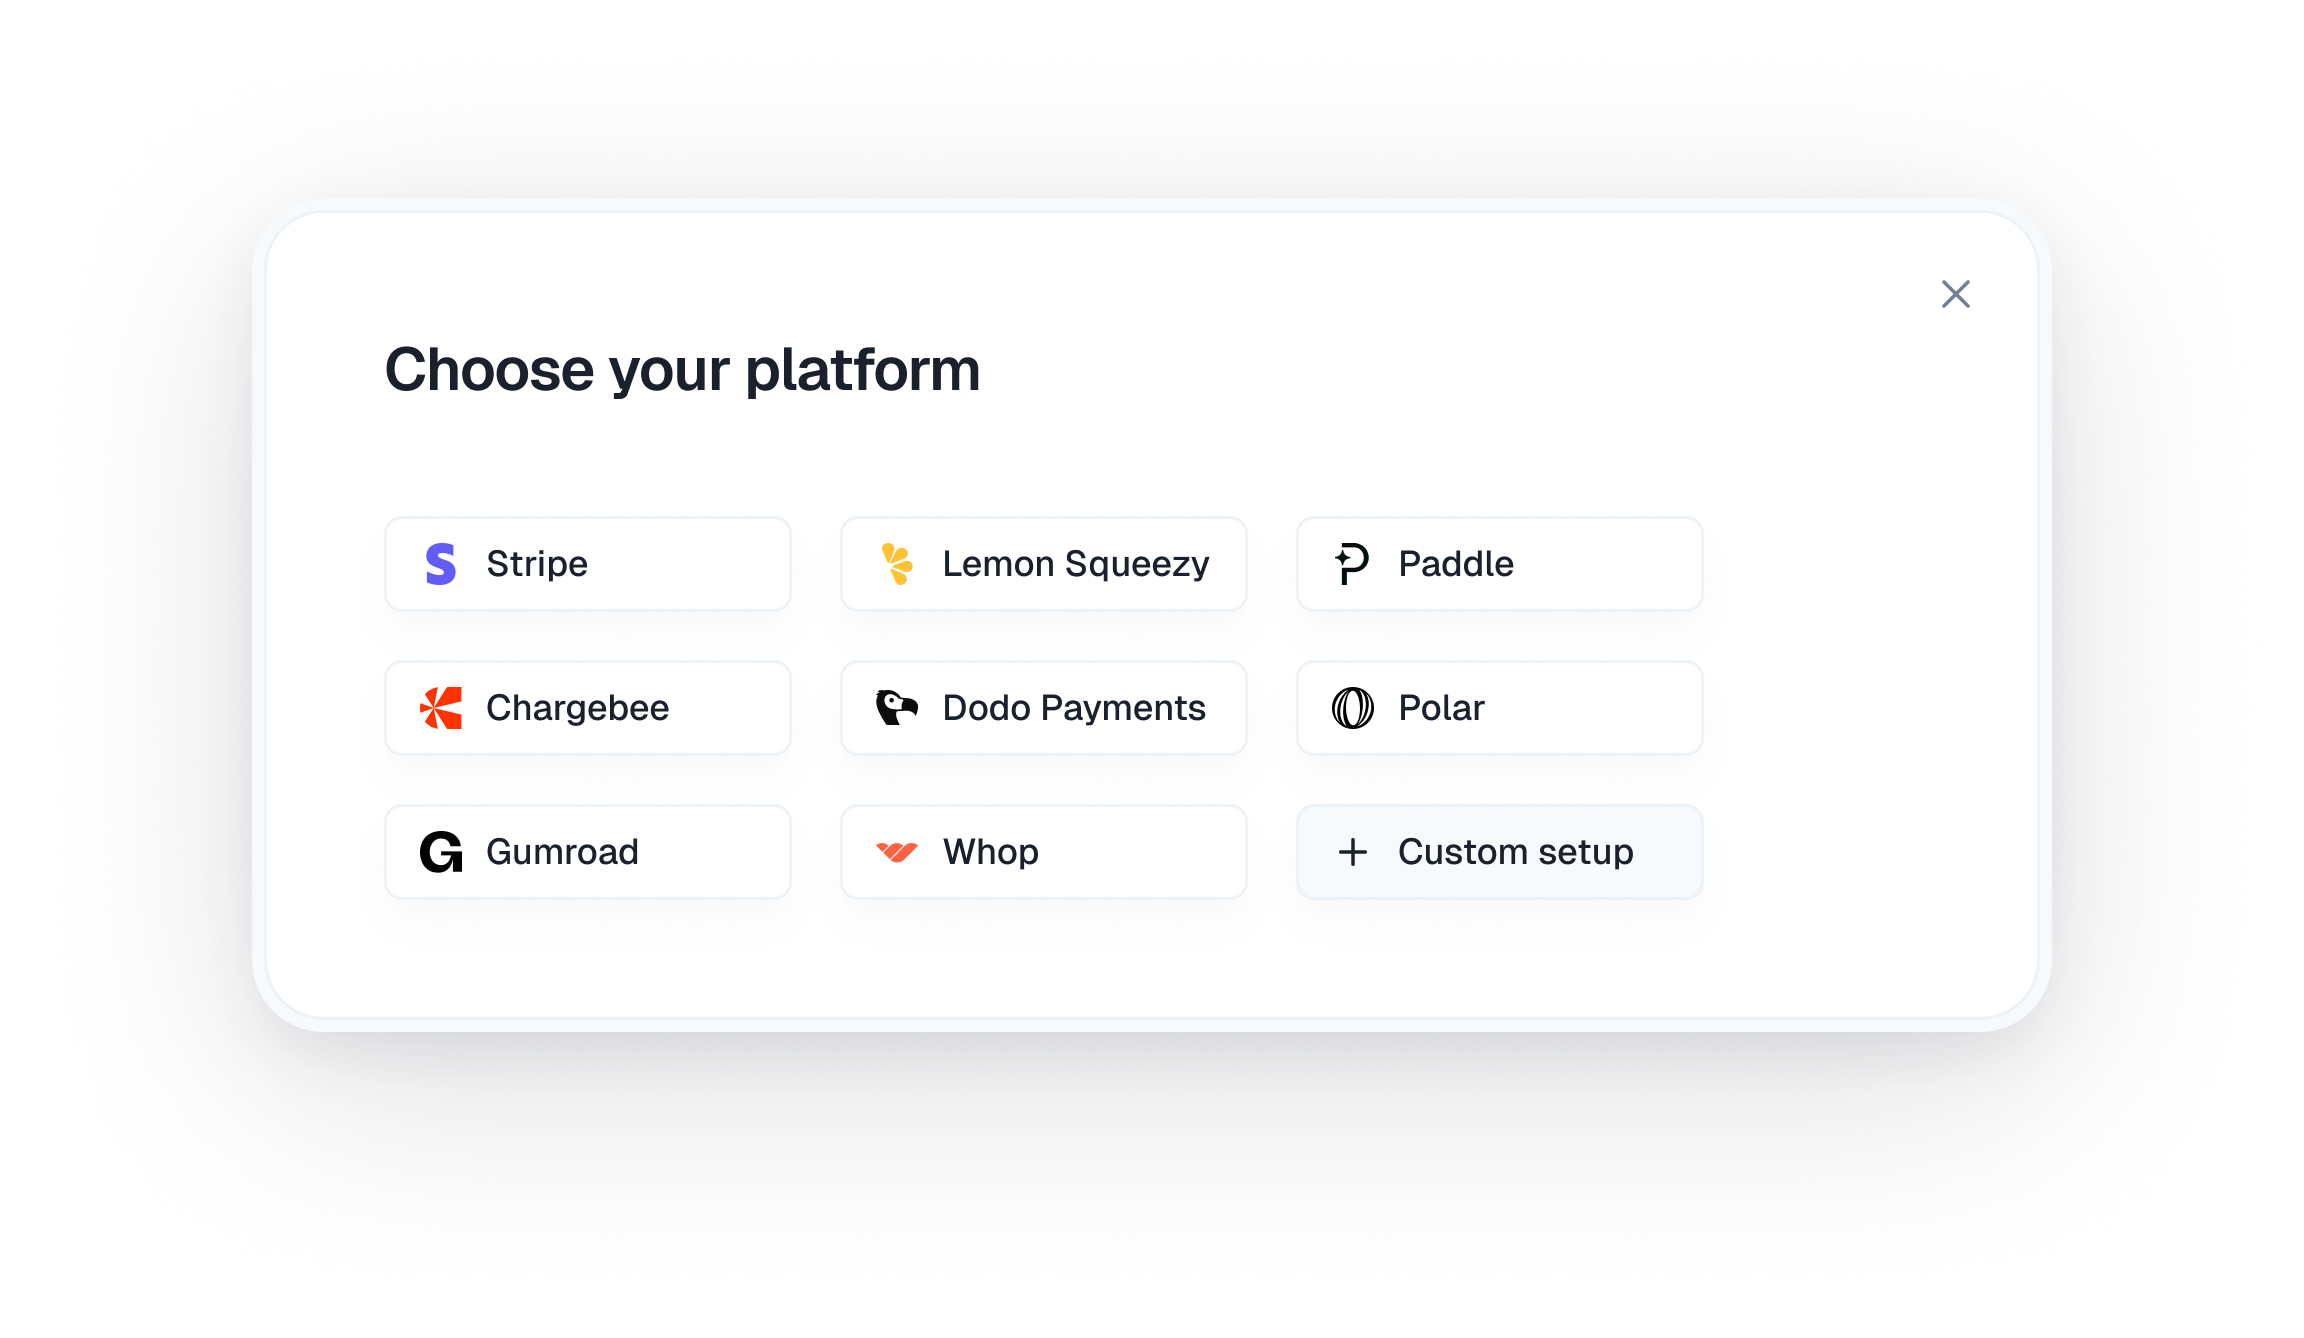 Choose your platform
Stripe
Lemon Squeezy
Paddle
Chargebee
Dodo Payments
Polar
Gumroad
Whop
Custom setup